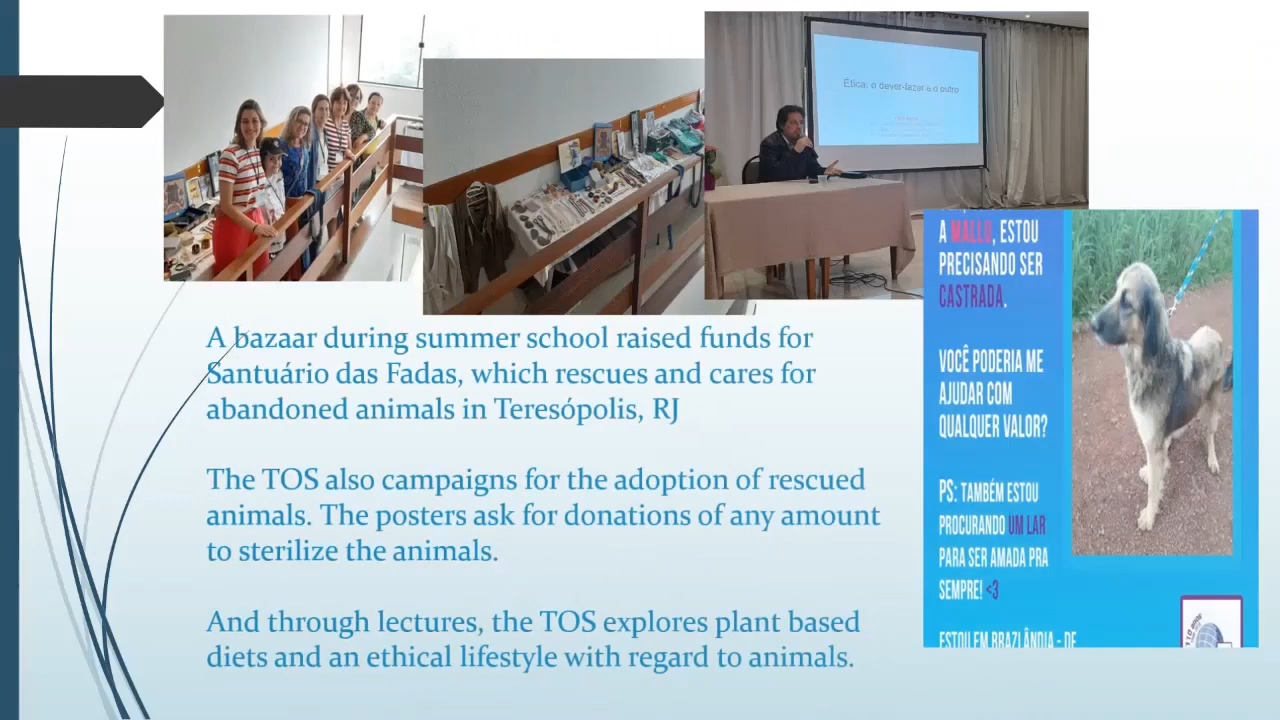 Ética: o dever-fazer e o outro
A MALLU, ESTOU
PRECISANDO SER
CASTRADA.
VOCÊ PODERIA ME
AJUDAR COM
QUALQUER VALOR?
PS: TAMBÉM ESTOU
PROCURANDO UM LAR
PARA SER AMADA PRA
SEMPRE! <3
ESTOU EM BRAZLÂNDIA - DF
A bazaar during summer school raised funds for
Santuário das Fadas, which rescues and cares for
abandoned animals in Teresópolis, RJ
The TOS also campaigns for the adoption of rescued
animals. The posters ask for donations of any amount
to sterilize the animals.
And through lectures, the TOS explores plant based
diets and an ethical lifestyle with regard to animals.